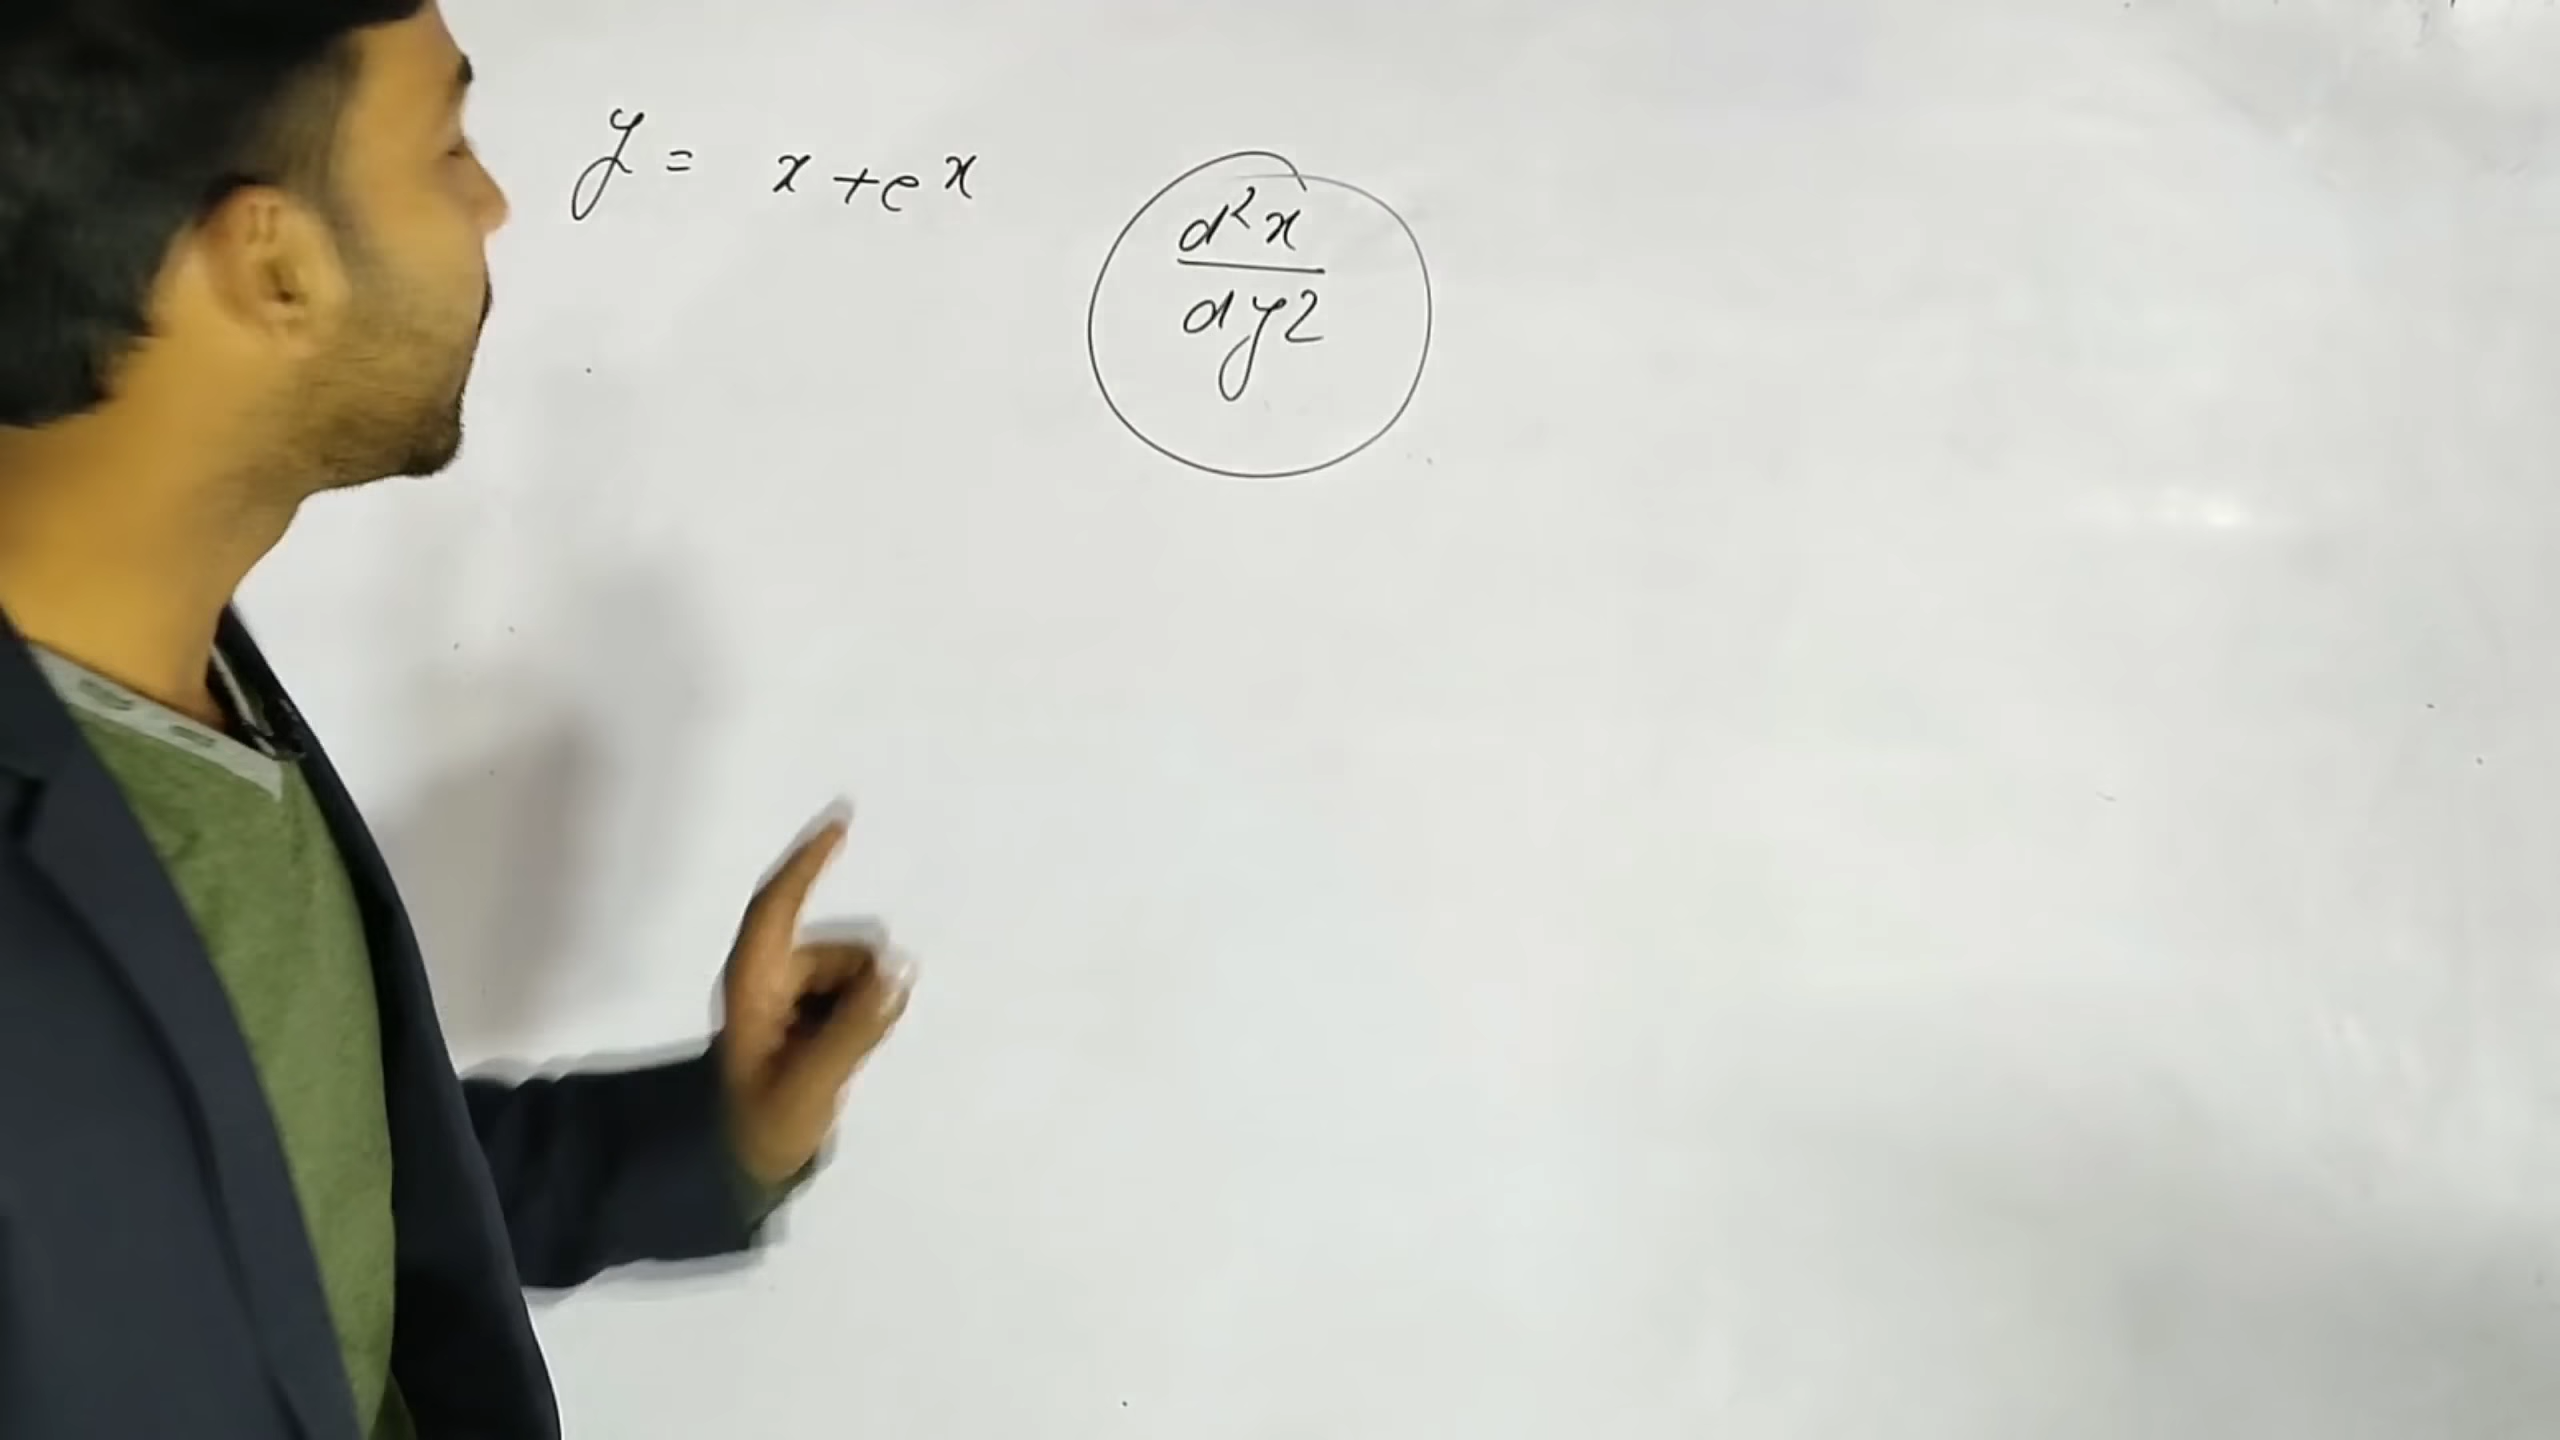 y = x + e^x
d²x
dy2